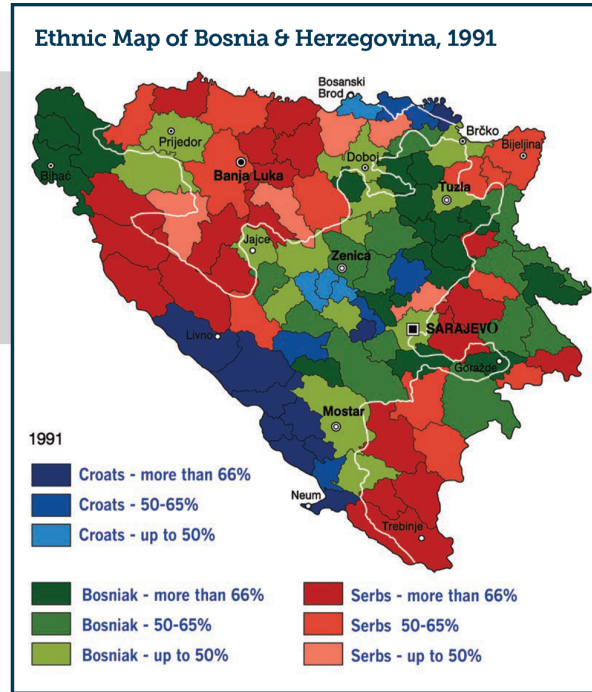 Ethnic Map of Bosnia & Herzegovina, 1991
Bosanski
Brod
Prijedor
Brčko
Bijeljina
Doboj
Bihać
Banja Luka
Tuzla
Jajce
Zenica
SARAJEVO
Livno
Goražde
Mostar
1991
Neum
Trebinje
Croats - more than 66%
Croats - 50-65%
Croats - up to 50%
Bosniak - more than 66%
Bosniak - 50-65%
Bosniak - up to 50%
Serbs - more than 66%
Serbs 50-65%
Serbs - up to 50%